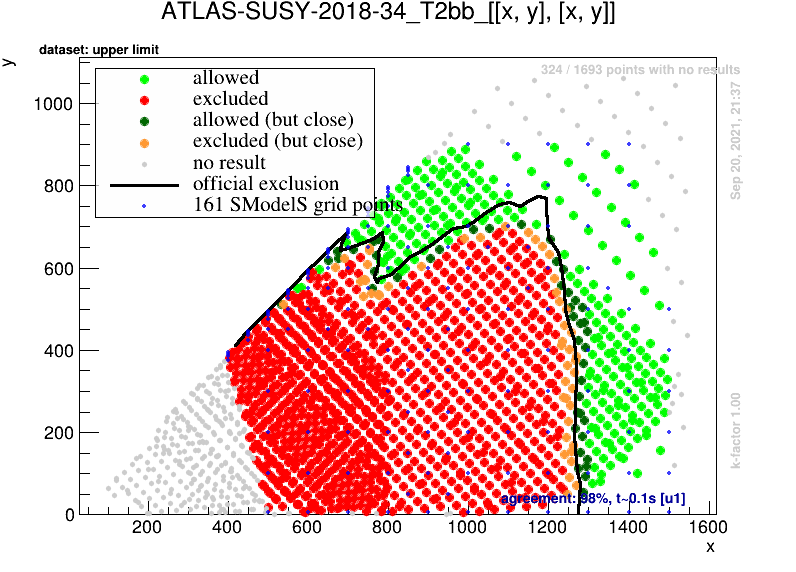 ATLAS-SUSY-2018-34_T2bb_[[x, y], [x, y]]
dataset: upper limit
y
324 / 1693 points with no results
allowed
excluded
allowed (but close)
excluded (but close)
no result
official exclusion
161 SModelS grid points
Sep 20, 2021, 21:37
k-factor 1.00
1000
800
600
400
200
0
agreement: 98%, t~0.1s [u1]
200 400 600 800 1000 1200 1400 1600
x